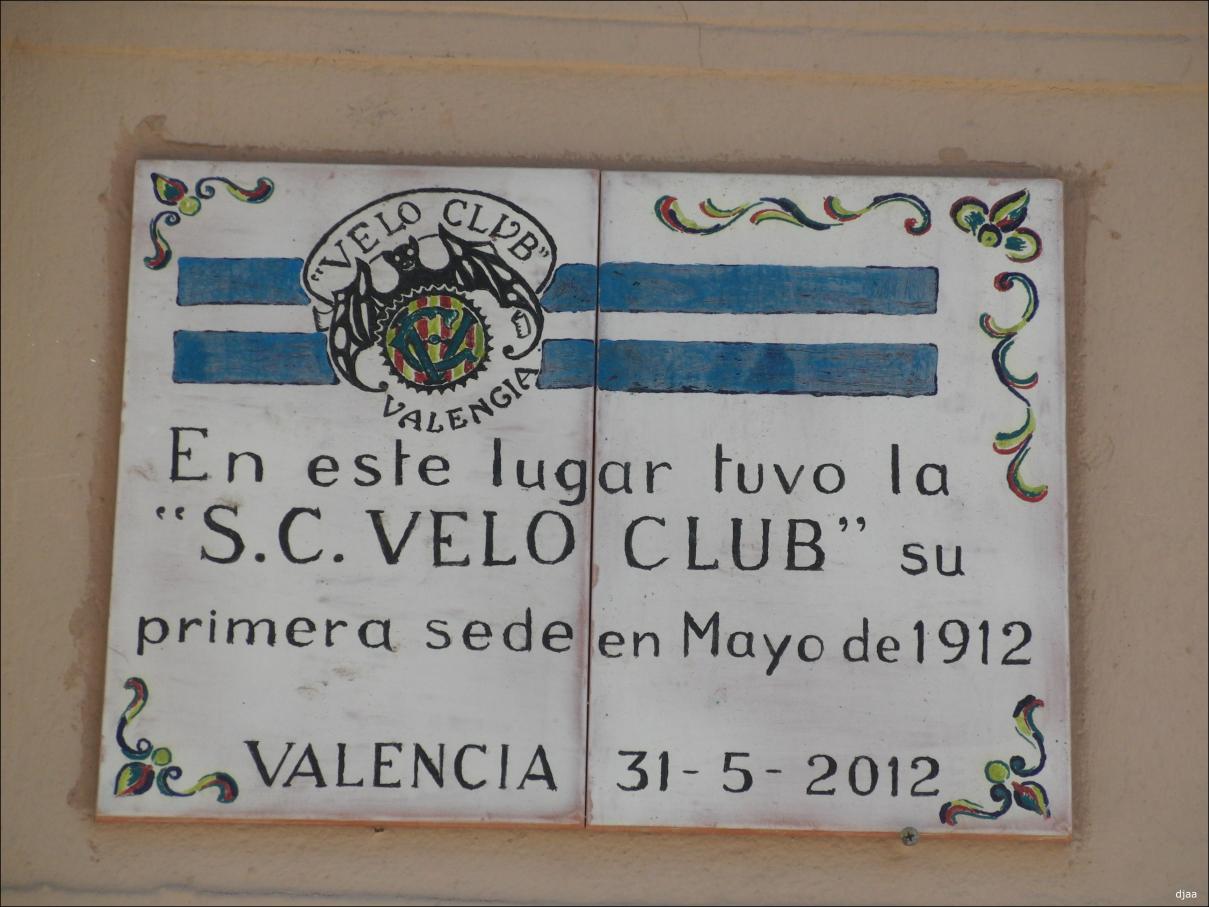 "VELO CLUB"
VC
VALENCIA
En este lugar tuvo la
"S.C. VELO CLUB" su
primera sede en Mayo de 1912
VALENCIA 31-5-2012
djaa